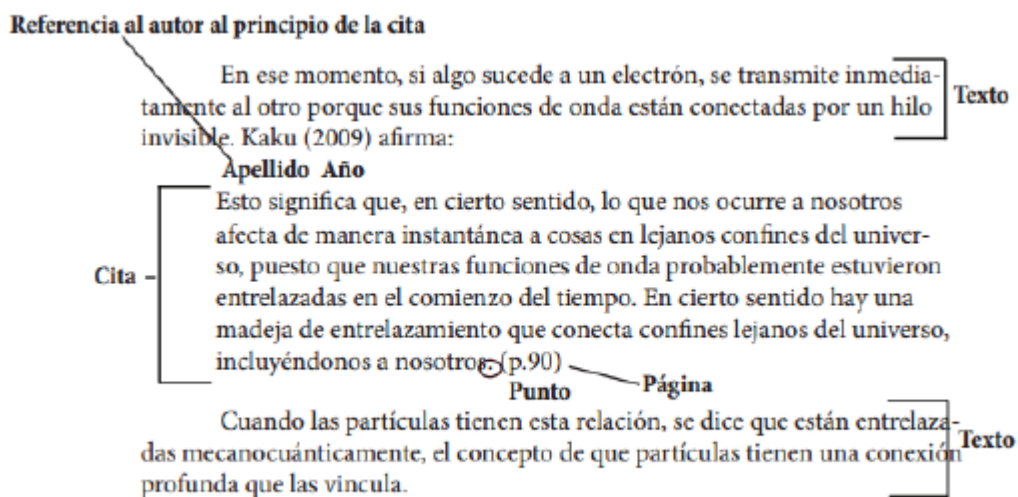 Referencia al autor al principio de la cita
En ese momento, si algo sucede a un electrón, se transmite inmedia-
tamente al otro porque sus funciones de onda están conectadas por un hilo
invisible. Kaku (2009) afirma:
Texto
Apellido Año
Esto significa que, en cierto sentido, lo que nos ocurre a nosotros
afecta de manera instantánea a cosas en lejanos confines del univer-
so, puesto que nuestras funciones de onda probablemente estuvieron
entrelazadas en el comienzo del tiempo. En cierto sentido hay una
madeja de entrelazamiento que conecta confines lejanos del universo,
incluyéndonos a nosotros. (p.90)
Cita
Punto
Página
Cuando las partículas tienen esta relación, se dice que están entrelaza-
das mecanocuánticamente, el concepto de que partículas tienen una conexión
profunda que las vincula.
Texto